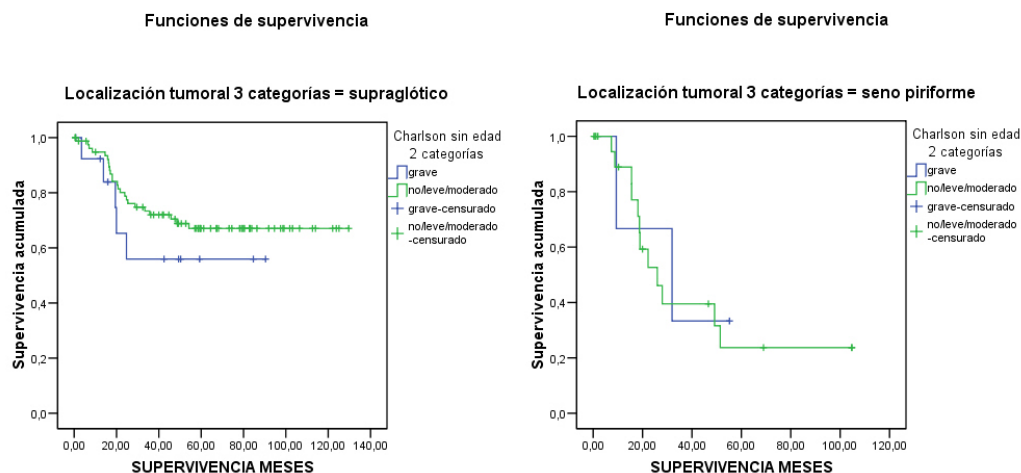 Funciones de supervivencia
Localización tumoral 3 categorías = supraglótico
Charlson sin edad
2 categorías
grave
no/leve/moderado
grave-censurado
no/leve/moderado
-censurado
Supervivencia acumulada
1,0
0,8
0,6
0,4
0,2
0,0
0,00 20,00 40,00 60,00 80,00 100,00 120,00 140,00
SUPERVIVENCIA MESES
Funciones de supervivencia
Localización tumoral 3 categorías = seno piriforme
Charlson sin edad
2 categorías
grave
no/leve/moderado
grave-censurado
no/leve/moderado
-censurado
Supervivencia acumulada
1,0
0,8
0,6
0,4
0,2
0,0
0,00 20,00 40,00 60,00 80,00 100,00 120,00
SUPERVIVENCIA MESES